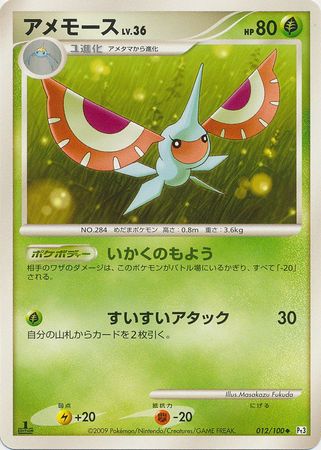 アメモース LV.36 HP 80
1進化 アメタマから進化
NO.284 めだまポケモン 高さ：0.8m 重さ：3.6kg
ポケボディー いかくのもよう
相手のワザのダメージは、このポケモンがバトル場にいるかぎり、すべて「-20」
される。
すいすいアタック 30
自分の山札からカードを2枚引く。
Illus. Masakazu Fukuda
弱点 +20 抵抗力 -20 にげる
1 EDITION ©2009 Pokémon/Nintendo/Creatures/GAME FREAK. 012/100 ◆ Pt3